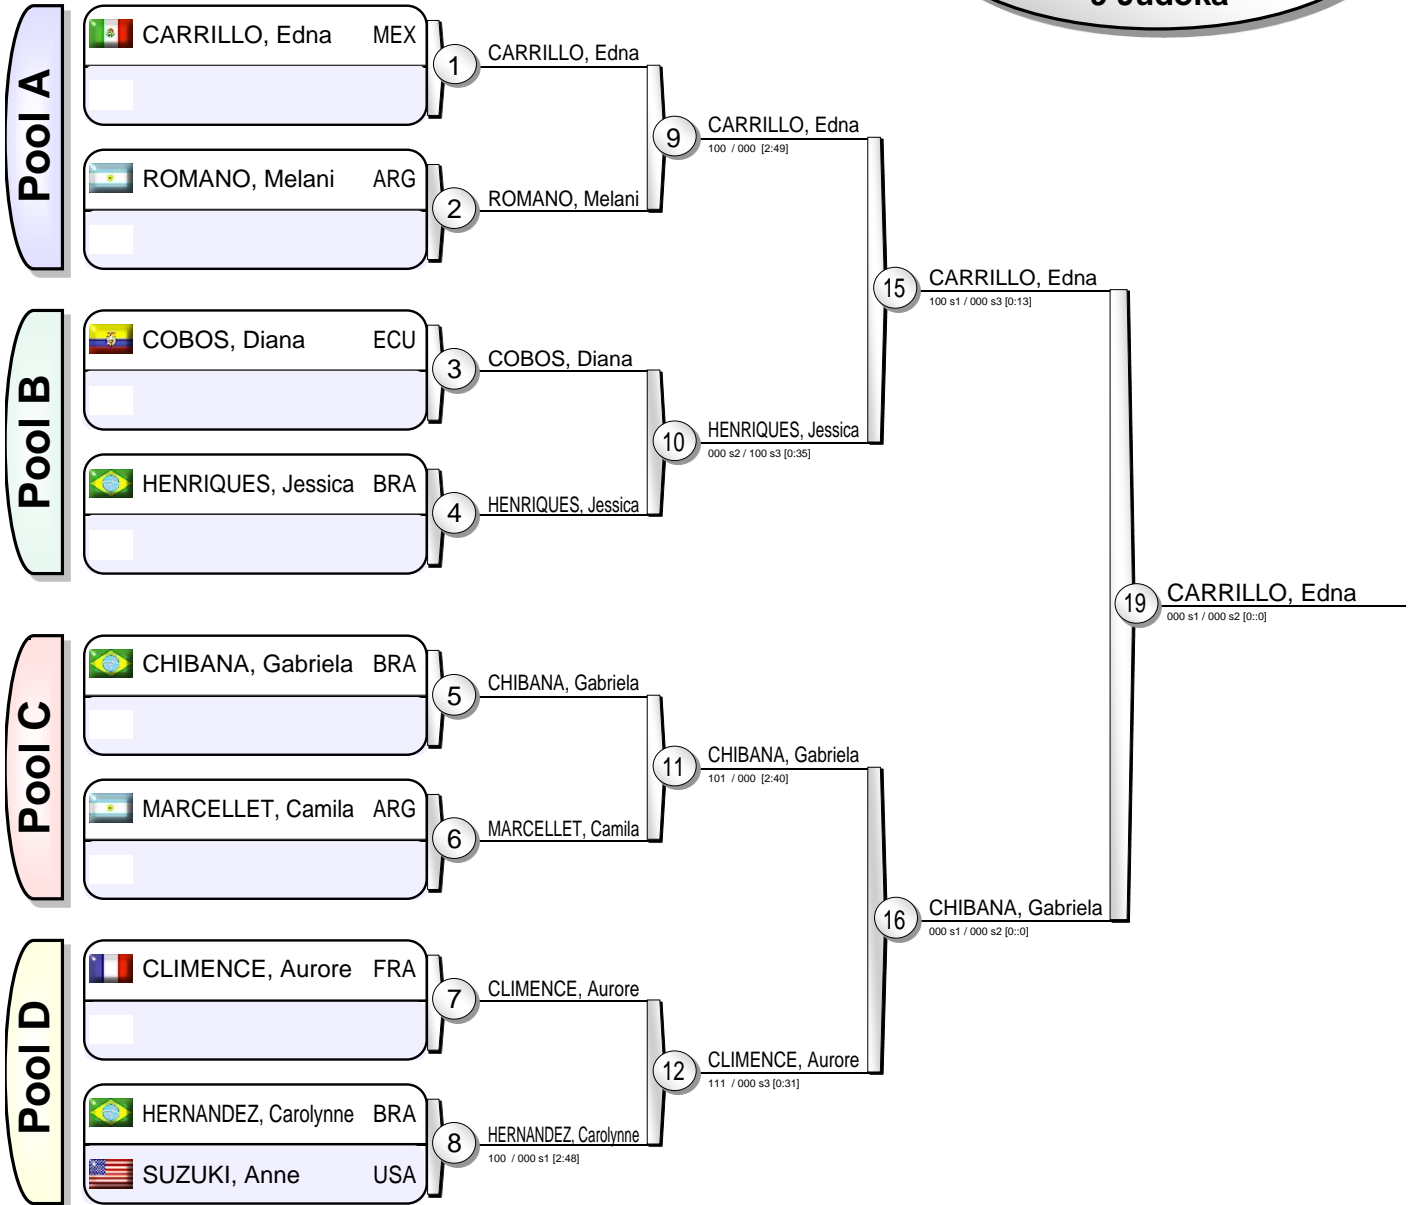 9 Judoka
Pool A
CARRILLO, Edna MEX
1
CARRILLO, Edna
ROMANO, Melani ARG
2
ROMANO, Melani
9
CARRILLO, Edna
100 / 000 [2:49]
Pool B
COBOS, Diana ECU
3
COBOS, Diana
HENRIQUES, Jessica BRA
4
HENRIQUES, Jessica
10
HENRIQUES, Jessica
000 s2 / 100 s3 [0:35]
15
CARRILLO, Edna
100 s1 / 000 s3 [0:13]
Pool C
CHIBANA, Gabriela BRA
5
CHIBANA, Gabriela
MARCELLET, Camila ARG
6
MARCELLET, Camila
11
CHIBANA, Gabriela
101 / 000 [2:40]
Pool D
CLIMENCE, Aurore FRA
7
CLIMENCE, Aurore
HERNANDEZ, Carolynne BRA
SUZUKI, Anne USA
8
HERNANDEZ, Carolynne
100 / 000 s1 [2:48]
12
CLIMENCE, Aurore
111 / 000 s3 [0:31]
16
CHIBANA, Gabriela
000 s1 / 000 s2 [0::0]
19
CARRILLO, Edna
000 s1 / 000 s2 [0::0]